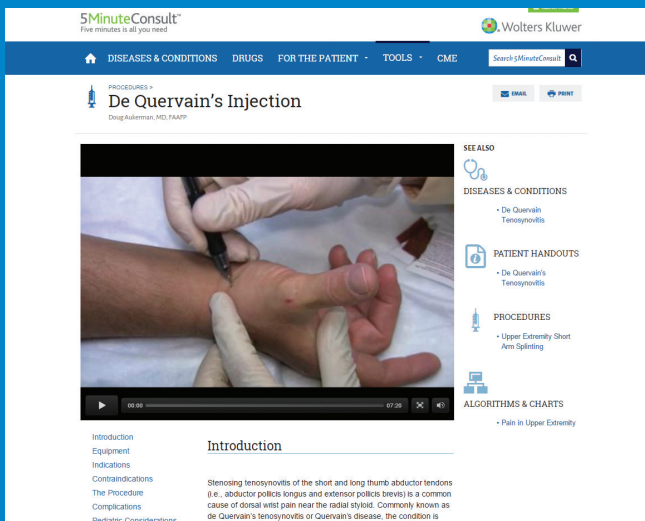 5MinuteConsult™
Five minutes is all you need
Wolters Kluwer
DISEASES & CONDITIONS
DRUGS
FOR THE PATIENT
TOOLS
CME
Search 5MinuteConsult
PROCEDURES >
De Quervain's Injection
Doug Aukerman, MD, FAAFP
EMAIL
PRINT
00:00
07:20
SEE ALSO
DISEASES & CONDITIONS
• De Quervain
Tenosynovitis
PATIENT HANDOUTS
• De Quervain's
Tenosynovitis
PROCEDURES
• Upper Extremity Short
Arm Splinting
ALGORITHMS & CHARTS
• Pain in Upper Extremity
Introduction
Equipment
Indications
Contraindications
The Procedure
Complications
Pediatric Considerations
Introduction
Stenosing tenosynovitis of the short and long thumb abductor tendons
(i.e., abductor pollicis longus and extensor pollicis brevis) is a common
cause of dorsal wrist pain near the radial styloid. Commonly known as
de Quervain's tenosynovitis or Quervain's disease, the condition is